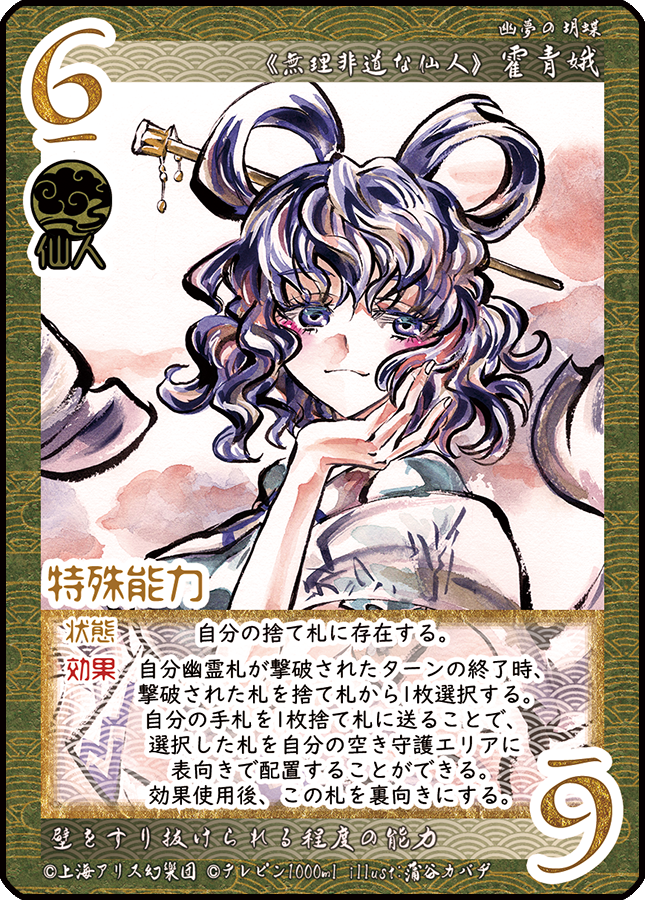 6
幽夢の胡蝶
《無理非道な仙人》 霍青娥
仙人
特殊能力
状態 自分の捨て札に存在する。
効果 自分幽霊札が撃破されたターンの終了時、
撃破された札を捨て札から1枚選択する。
自分の手札を1枚捨て札に送ることで、
選択した札を自分の空き守護エリアに
表向きで配置することができる。
効果使用後、この札を裏向きにする。
6
壁をすり抜けられる程度の能力
©上海アリス幻樂団 ©テレピン1000ml illust:蒲谷カバヂ